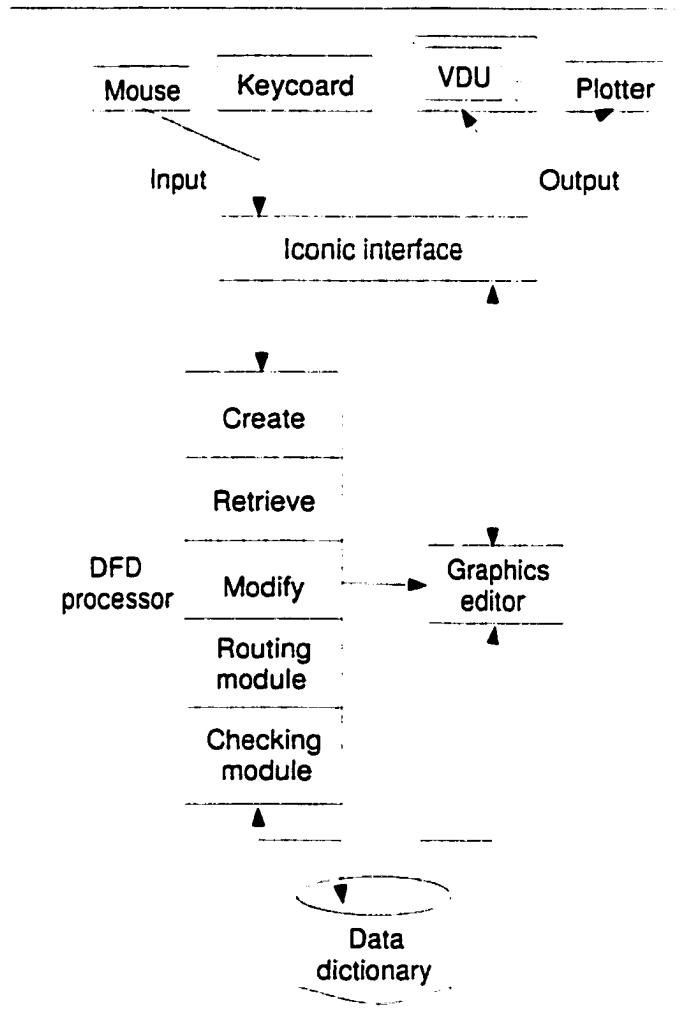 Mouse Keycoard VDU Plotter
Input Output
Iconic interface
Create
Retrieve
DFD
processor
Modify
Graphics
editor
Routing
module
Checking
module
Data
dictionary